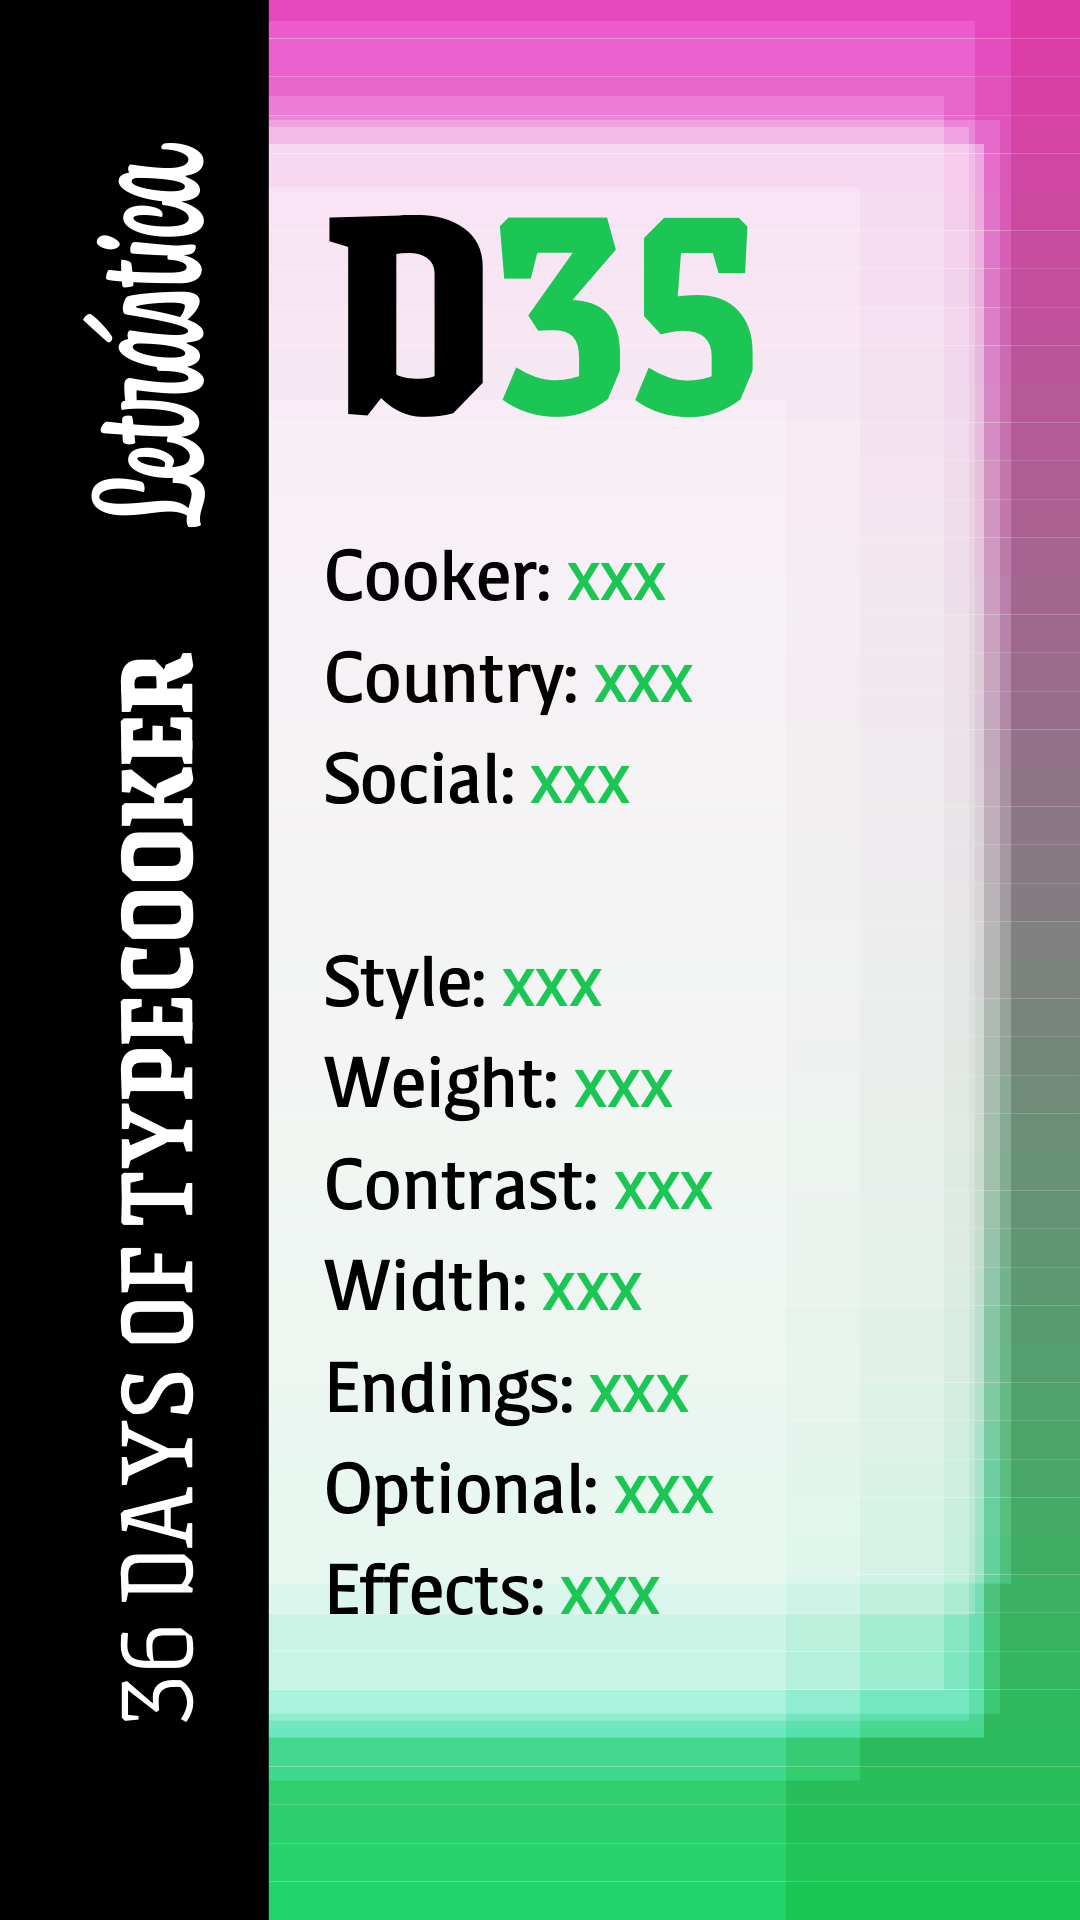 Letrástica
36 DAYS OF TYPECOOKER
D35
Cooker: xxx
Country: xxx
Social: xxx
Style: xxx
Weight: xxx
Contrast: xxx
Width: xxx
Endings: xxx
Optional: xxx
Effects: xxx